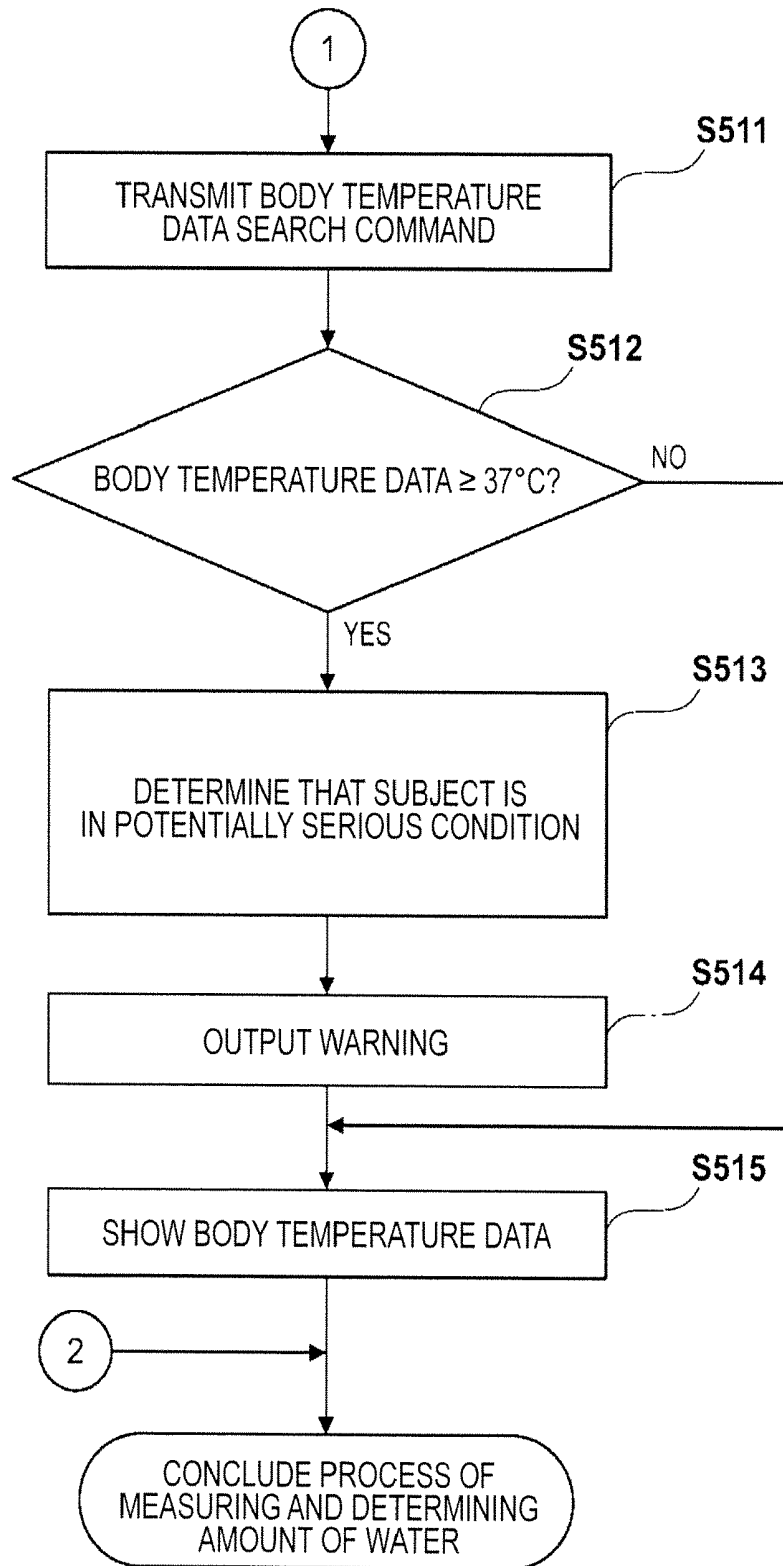 1
S511
TRANSMIT BODY TEMPERATURE
DATA SEARCH COMMAND
S512
BODY TEMPERATURE DATA ≥ 37°C?
NO
YES
S513
DETERMINE THAT SUBJECT IS
IN POTENTIALLY SERIOUS CONDITION
S514
OUTPUT WARNING
S515
SHOW BODY TEMPERATURE DATA
2
CONCLUDE PROCESS OF
MEASURING AND DETERMINING
AMOUNT OF WATER